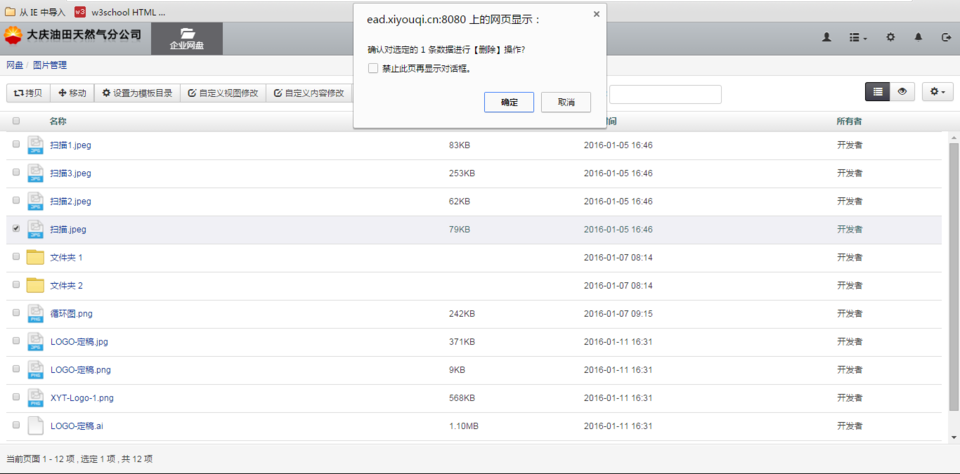 从 IE 中导入 w3school HTML ...
ead.xiyouqi.cn:8080 上的网页显示：
确认对选定的 1 条数据进行【删除】操作?
禁止此页再显示对话框。
确定 取消
大庆油田天然气分公司
企业网盘
网盘 / 图片管理
拷贝 移动 设置为模板目录 自定义视图修改 自定义内容修改
名称 所有者
扫描1.jpeg 83KB 2016-01-05 16:46 开发者
扫描3.jpeg 253KB 2016-01-05 16:46 开发者
扫描2.jpeg 62KB 2016-01-05 16:46 开发者
扫描.jpeg 79KB 2016-01-05 16:46 开发者
文件夹 1 2016-01-07 08:14 开发者
文件夹 2 2016-01-07 08:14 开发者
循环图.png 242KB 2016-01-07 09:15 开发者
LOGO-定稿.jpg 371KB 2016-01-11 16:31 开发者
LOGO-定稿.png 9KB 2016-01-11 16:31 开发者
XYT-Logo-1.png 568KB 2016-01-11 16:31 开发者
LOGO-定稿.ai 1.10MB 2016-01-11 16:31 开发者
当前页面 1 - 12 项 , 选定 1 项 , 共 12 项